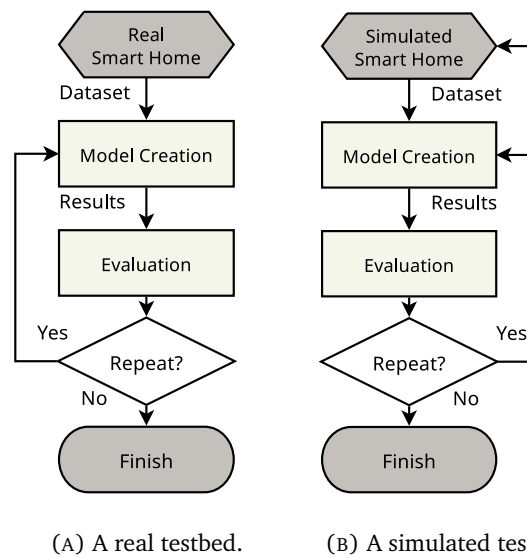 Real
Smart Home
Dataset
Model Creation
Results
Evaluation
Yes
Repeat?
No
Finish
(A) A real testbed.
Simulated
Smart Home
Dataset
Model Creation
Results
Evaluation
Yes
Repeat?
No
Finish
(B) A simulated tes